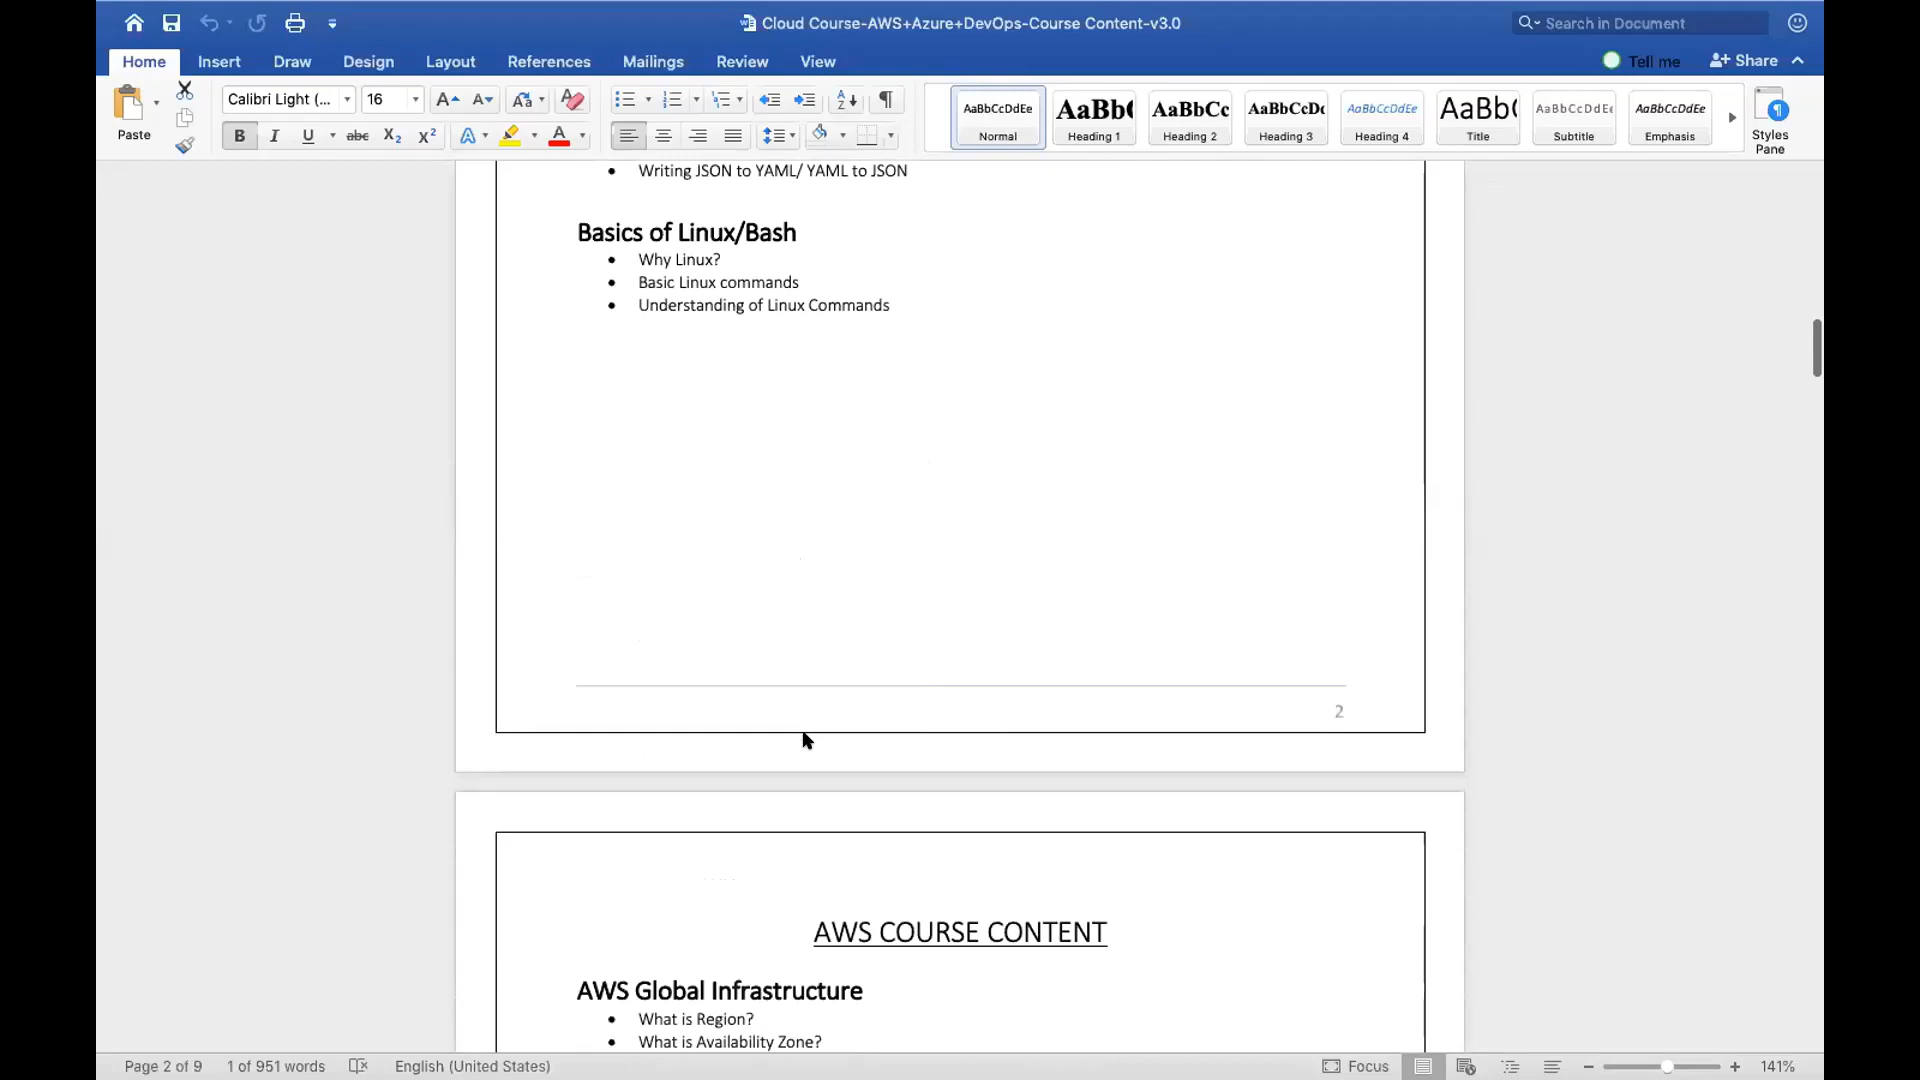 Cloud Course-AWS+Azure+DevOps-Course Content-v3.0
Search in Document
Home Insert Draw Design Layout References Mailings Review View
Tell me
Share
Paste
Calibri Light (...
16
AaBbCcDdEe AaBb( AaBbCc AaBbCcDc AaBbCcDdEe AaBb( AaBbCcDdEe AaBbCcDdEe
Normal Heading 1 Heading 2 Heading 3 Heading 4 Title Subtitle Emphasis
Styles
Pane
• Writing JSON to YAML/ YAML to JSON
Basics of Linux/Bash
• Why Linux?
• Basic Linux commands
• Understanding of Linux Commands
2
AWS COURSE CONTENT
AWS Global Infrastructure
• What is Region?
• What is Availability Zone?
Page 2 of 9 1 of 951 words English (United States) Focus 141%